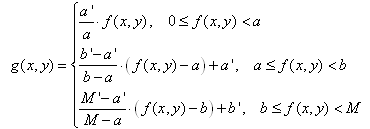 g(x,y) = { a'/a · f(x,y), 0 ≤ f(x,y) < a
b'−a'/b−a · (f(x,y)−a)+a', a ≤ f(x,y) < b
M'−a'/M−a · (f(x,y)−b)+b', b ≤ f(x,y) < M